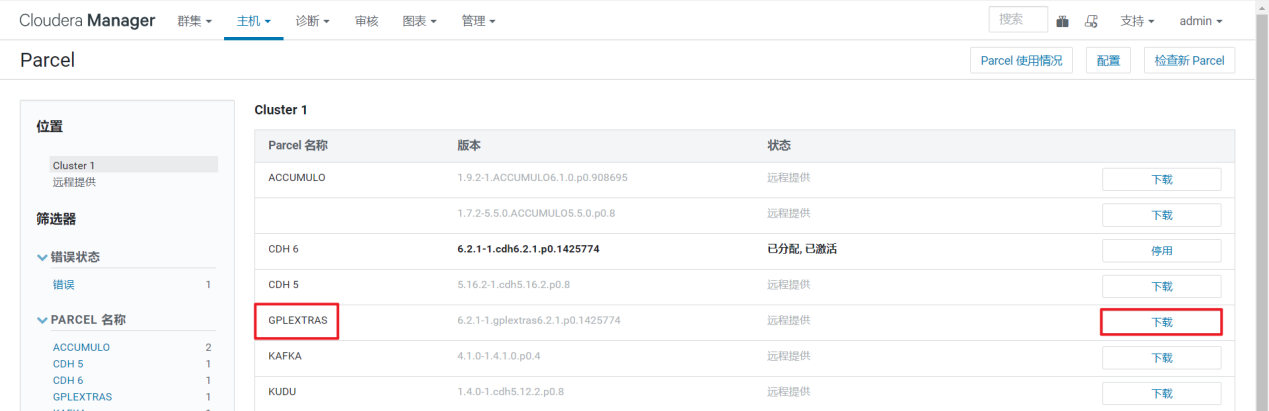 Cloudera Manager 群集 主机 诊断 审核 图表 管理 搜索 支持 admin
Parcel Parcel 使用情况 配置 检查新 Parcel
位置
Cluster 1
远程提供
筛选器
错误状态
错误 1
PARCEL 名称
ACCUMULO 2
CDH 5 1
CDH 6 1
GPLEXTRAS 1
Cluster 1
Parcel 名称 版本 状态
ACCUMULO 1.9.2-1.ACCUMULO6.1.0.p0.908695 远程提供 下载
1.7.2-5.5.0.ACCUMULO5.5.0.p0.8 远程提供 下载
CDH 6 6.2.1-1.cdh6.2.1.p0.1425774 已分配, 已激活 停用
CDH 5 5.16.2-1.cdh5.16.2.p0.8 远程提供 下载
GPLEXTRAS 6.2.1-1.gplextras6.2.1.p0.1425774 远程提供 下载
KAFKA 4.1.0-1.4.1.0.p0.4 远程提供 下载
KUDU 1.4.0-1.cdh5.12.2.p0.8 远程提供 下载